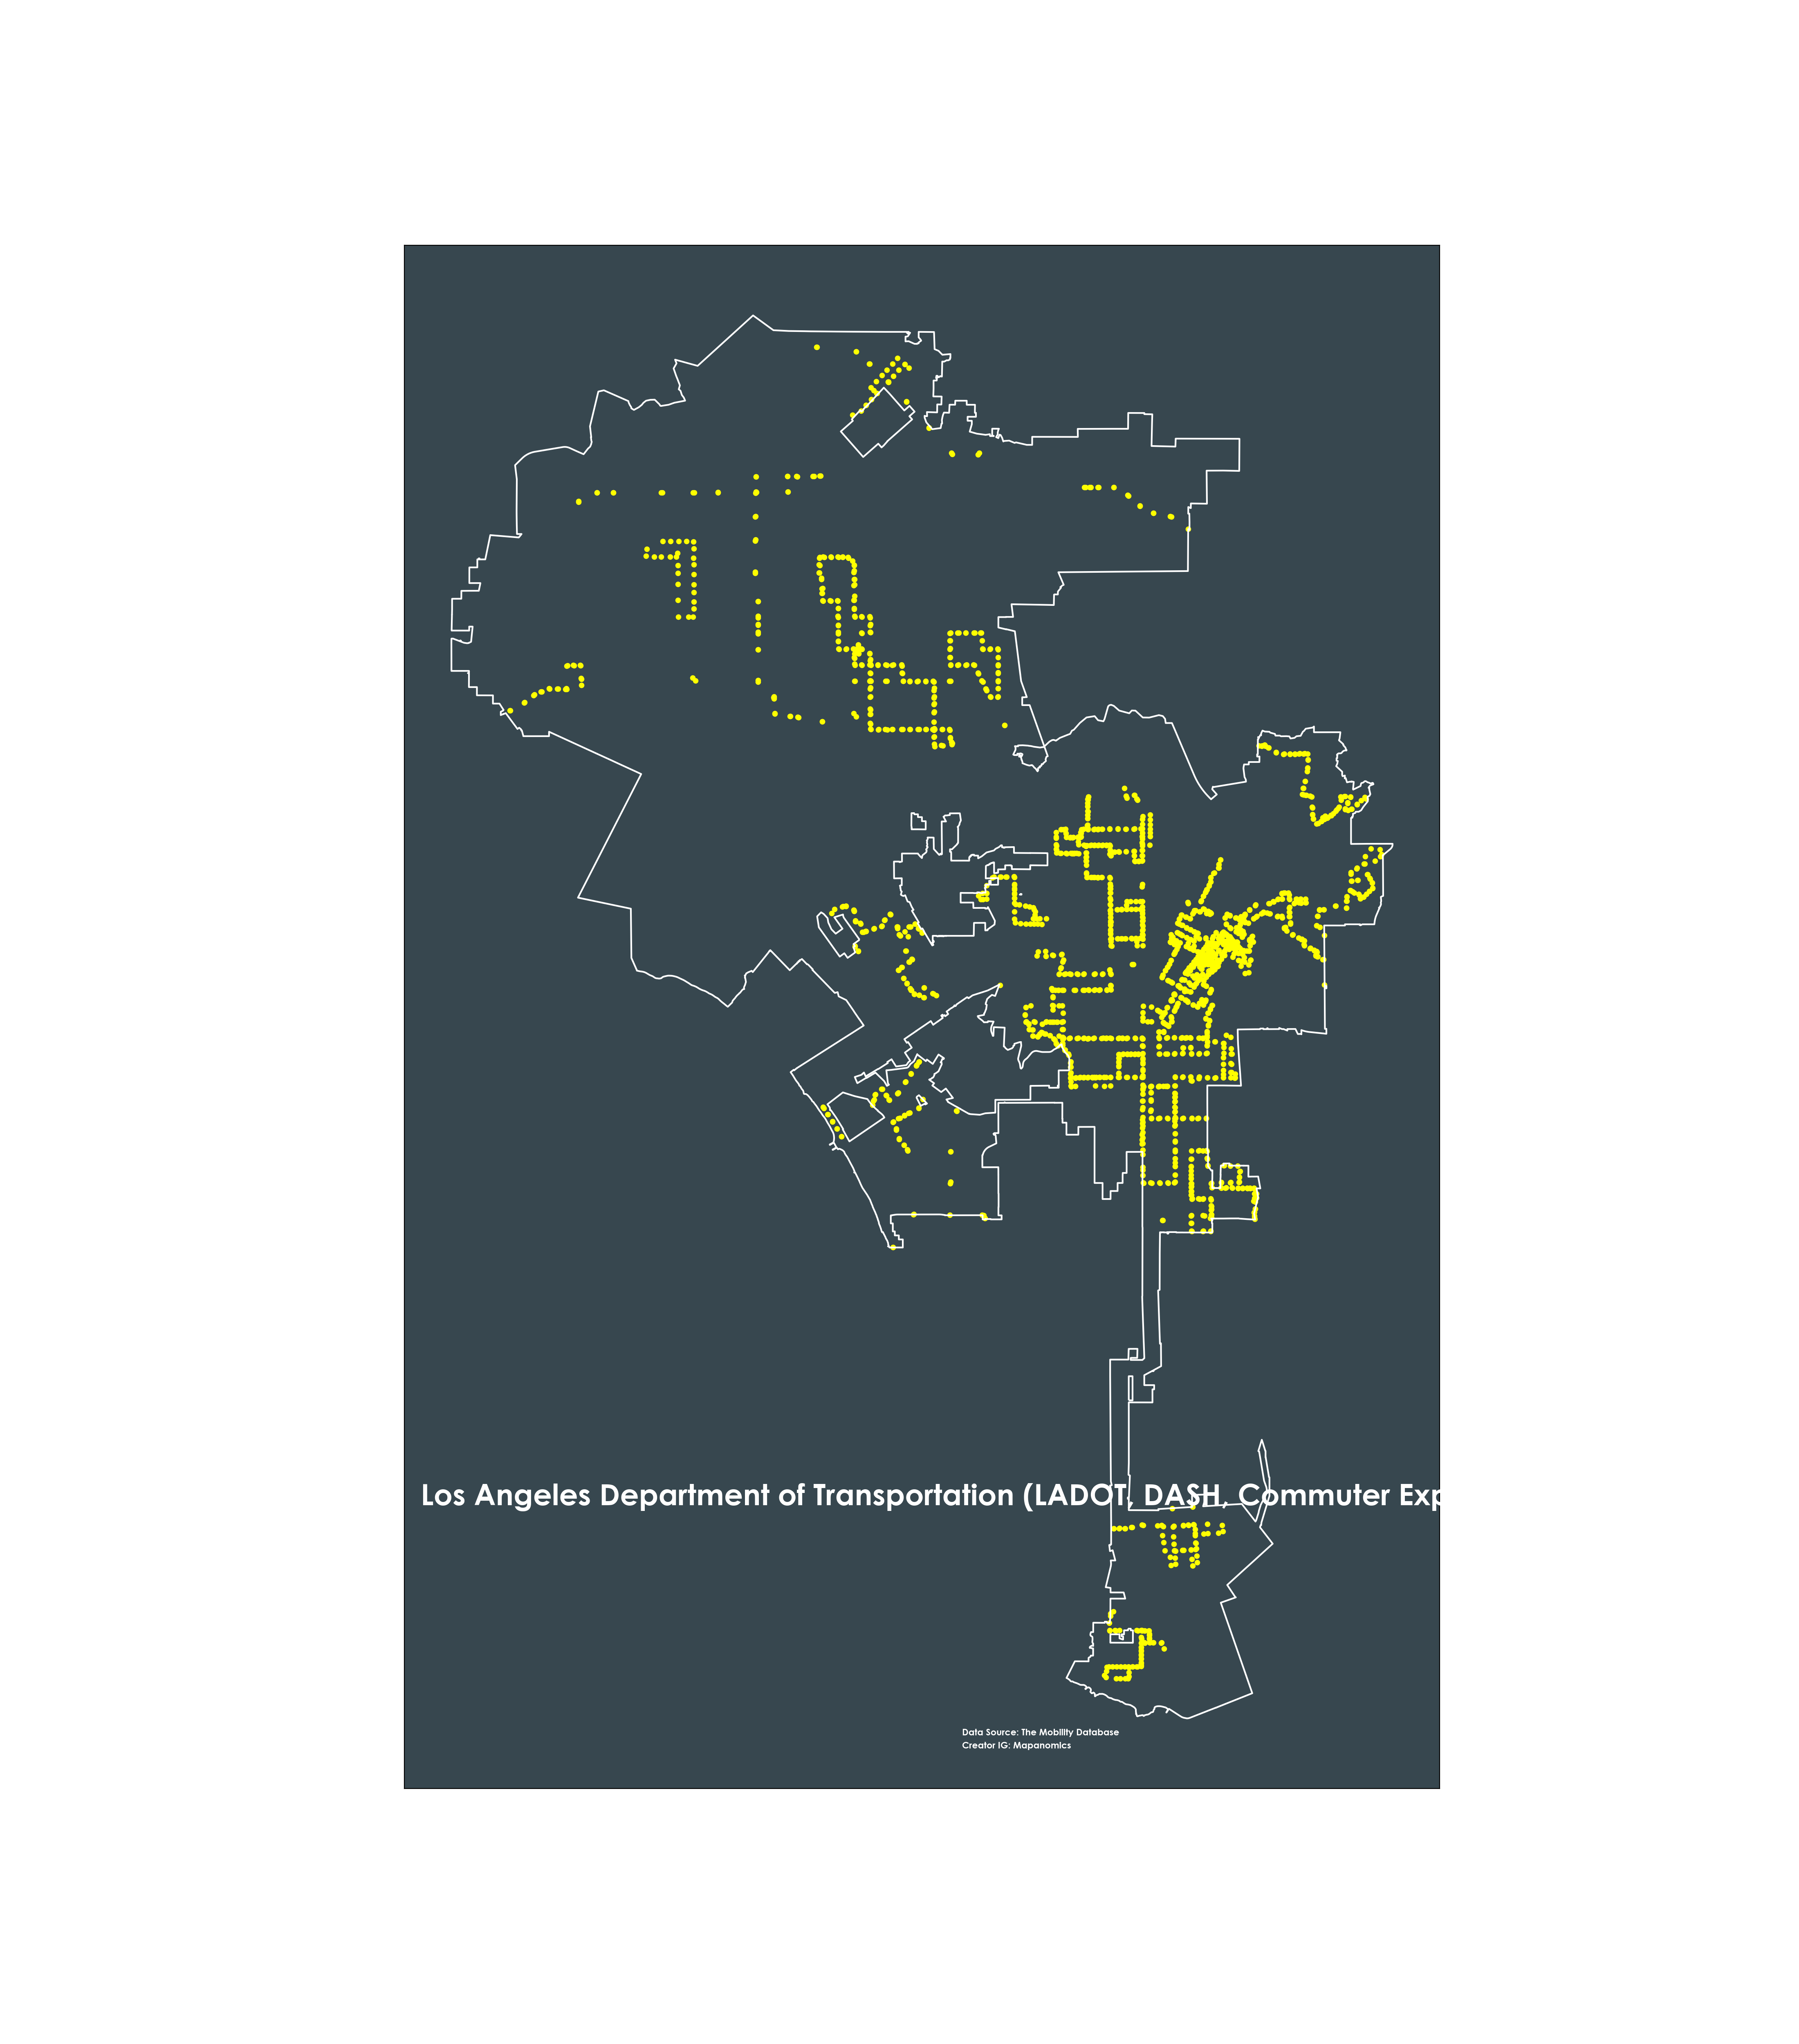 Los Angeles Department of Transportation (LADOT, DASH, Commuter Exp
Data Source: The Mobility Database
Creator IG: Mapanomics